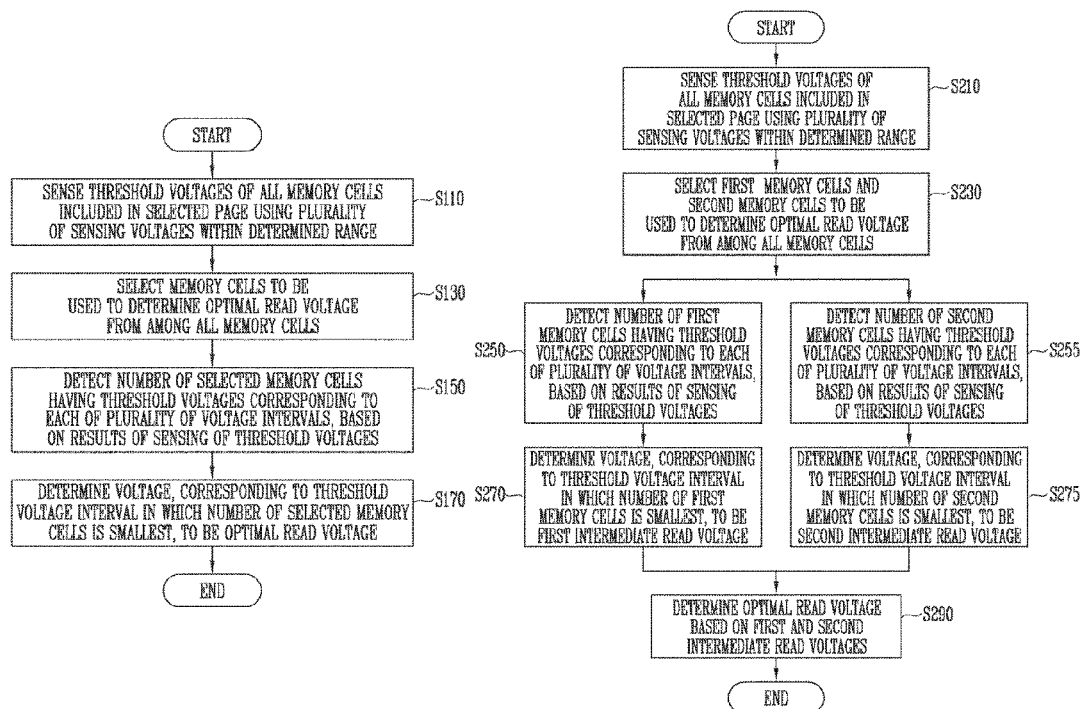 START
SENSE THRESHOLD VOLTAGES OF ALL MEMORY CELLS
INCLUDED IN SELECTED PAGE USING PLURALITY
OF SENSING VOLTAGES WITHIN DETERMINED RANGE
S110
SELECT MEMORY CELLS TO BE
USED TO DETERMINE OPTIMAL READ VOLTAGE
FROM AMONG ALL MEMORY CELLS
S130
DETECT NUMBER OF SELECTED MEMORY CELLS
HAVING THRESHOLD VOLTAGES CORRESPONDING TO
EACH OF PLURALITY OF VOLTAGE INTERVALS, BASED
ON RESULTS OF SENSING OF THRESHOLD VOLTAGES
S150
DETERMINE VOLTAGE, CORRESPONDING TO THRESHOLD
VOLTAGE INTERVAL IN WHICH NUMBER OF SELECTED MEMORY
CELLS IS SMALLEST, TO BE OPTIMAL READ VOLTAGE
S170
END
START
SENSE THRESHOLD VOLTAGES OF
ALL MEMORY CELLS INCLUDED IN
SELECTED PAGE USING PLURALITY OF
SENSING VOLTAGES WITHIN DETERMINED RANGE
S210
SELECT FIRST MEMORY CELLS AND
SECOND MEMORY CELLS TO BE
USED TO DETERMINE OPTIMAL READ VOLTAGE
FROM AMONG ALL MEMORY CELLS
S230
DETECT NUMBER OF FIRST
MEMORY CELLS HAVING THRESHOLD
VOLTAGES CORRESPONDING TO EACH
OF PLURALITY OF VOLTAGE INTERVALS,
BASED ON RESULTS OF SENSING
OF THRESHOLD VOLTAGES
S250
DETECT NUMBER OF SECOND
MEMORY CELLS HAVING THRESHOLD
VOLTAGES CORRESPONDING TO EACH
OF PLURALITY OF VOLTAGE INTERVALS,
BASED ON RESULTS OF SENSING
OF THRESHOLD VOLTAGES
S255
DETERMINE VOLTAGE, CORRESPONDING
TO THRESHOLD VOLTAGE INTERVAL
IN WHICH NUMBER OF FIRST
MEMORY CELLS IS SMALLEST, TO BE
FIRST INTERMEDIATE READ VOLTAGE
S270
DETERMINE VOLTAGE, CORRESPONDING
TO THRESHOLD VOLTAGE INTERVAL
IN WHICH NUMBER OF SECOND
MEMORY CELLS IS SMALLEST, TO BE
SECOND INTERMEDIATE READ VOLTAGE
S275
DETERMINE OPTIMAL READ VOLTAGE
BASED ON FIRST AND SECOND
INTERMEDIATE READ VOLTAGES
S290
END